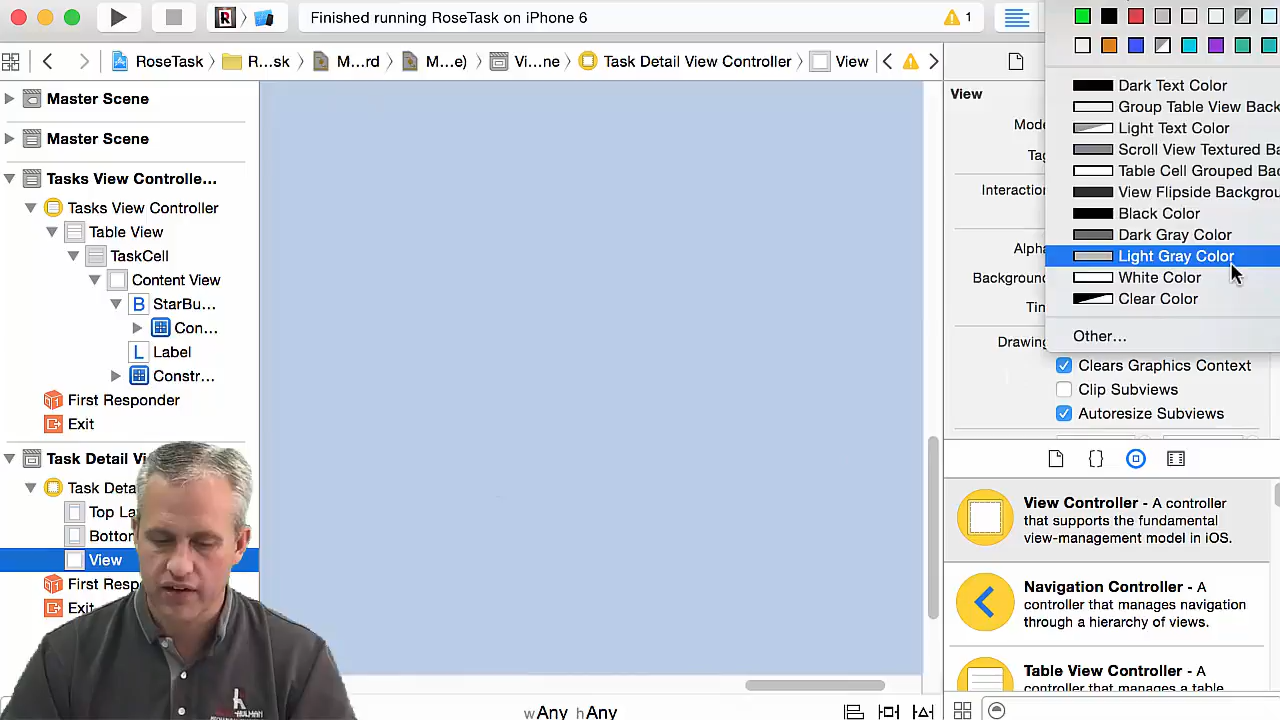 Finished running RoseTask on iPhone 6
1
RoseTask
R...sk
M...rd
M...e)
Vi...ne
Task Detail View Controller
View
Master Scene
Master Scene
Tasks View Controlle...
Tasks View Controller
Table View
TaskCell
Content View
B StarBu...
Con...
L Label
Constr...
First Responder
Exit
Task Detail Vi
Task Deta
Top La
Bottor
View
First Resp
Exit
wAny hAny
View
Mode
Tag
Interaction
Alpha
Background
Tin
Drawing
Dark Text Color
Group Table View Back
Light Text Color
Scroll View Textured Ba
Table Cell Grouped Bac
View Flipside Backgrou
Black Color
Dark Gray Color
Light Gray Color
White Color
Clear Color
Other...
Clears Graphics Context
Clip Subviews
Autoresize Subviews
View Controller - A controller
that supports the fundamental
view-management model in iOS.
Navigation Controller - A
controller that manages navigation
through a hierarchy of views.
Table View Controller - A
controller that manages a table